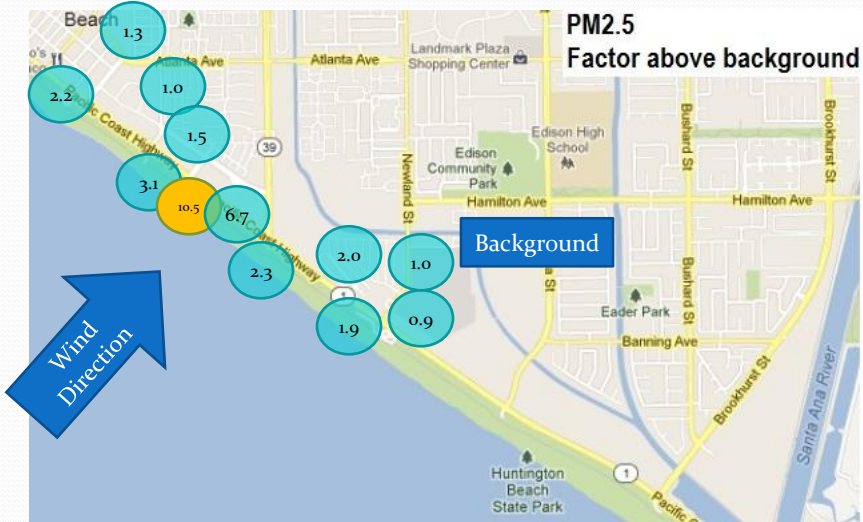 Beach
1.3
PM2.5
Factor above background
Atlanta Ave
Atlanta Ave
Landmark Plaza
Shopping Center
2.2
1.0
Pacific Coast Highway
1.5
39
Edison High
School
Bushard St
Brookhurst St
Edison
Community
Park
Newland St
3.1
10.5
6.7
Coast Highway
Hamilton Ave
Hamilton Ave
Background
2.0
1.0
2.3
Bushard St
1
1.9
0.9
Eader Park
Banning Ave
Wind
Direction
Brookhurst St
Santa Ana River
Huntington
Beach
State Park
1
Pacific